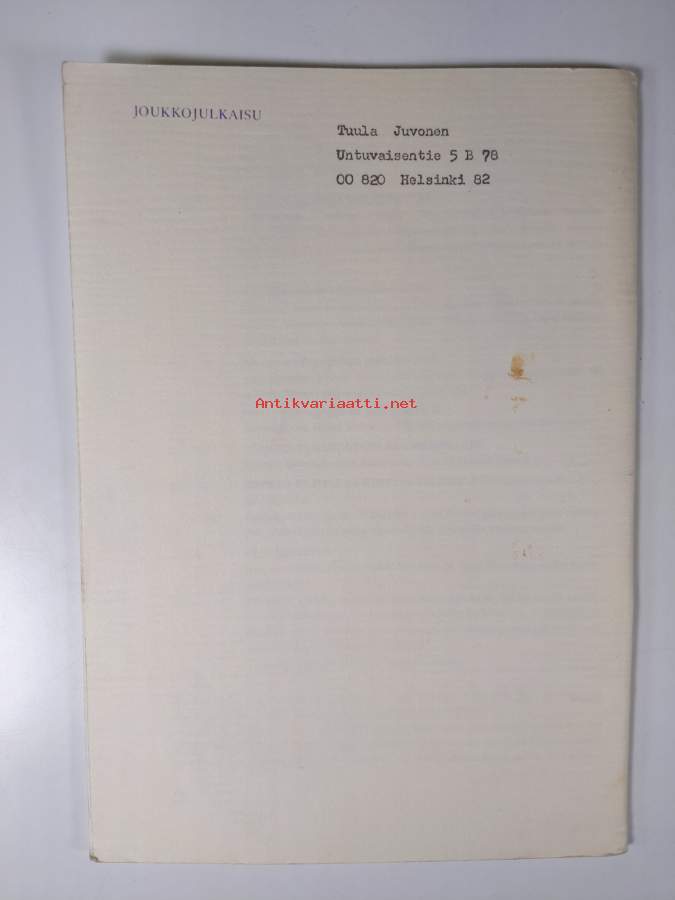 JOUKKOJULKAISU
Tuula Juvonen
Untuvaisentie 5 B 78
00 820 Helsinki 82
Antikvariaatti.net